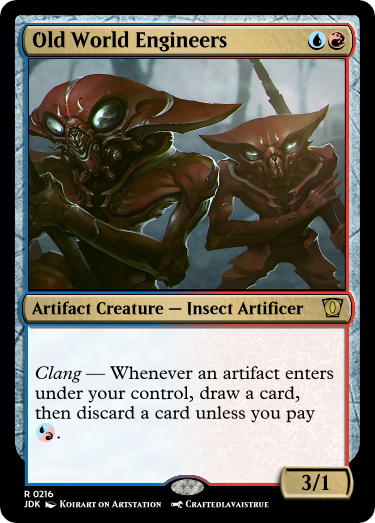 Old World Engineers
Artifact Creature — Insect Artificer
Clang — Whenever an artifact enters
under your control, draw a card,
then discard a card unless you pay
.
3/1
R 0216
JDK Koirart on Artstation Craftedlavaistrue